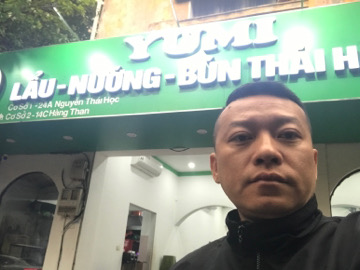 YUMI
LẨU-NƯỚNG-BÚN THÁI H
Cơ Sở 1 - 24A Nguyễn Thái Học
Cơ Sở 2 - 14C Hàng Than